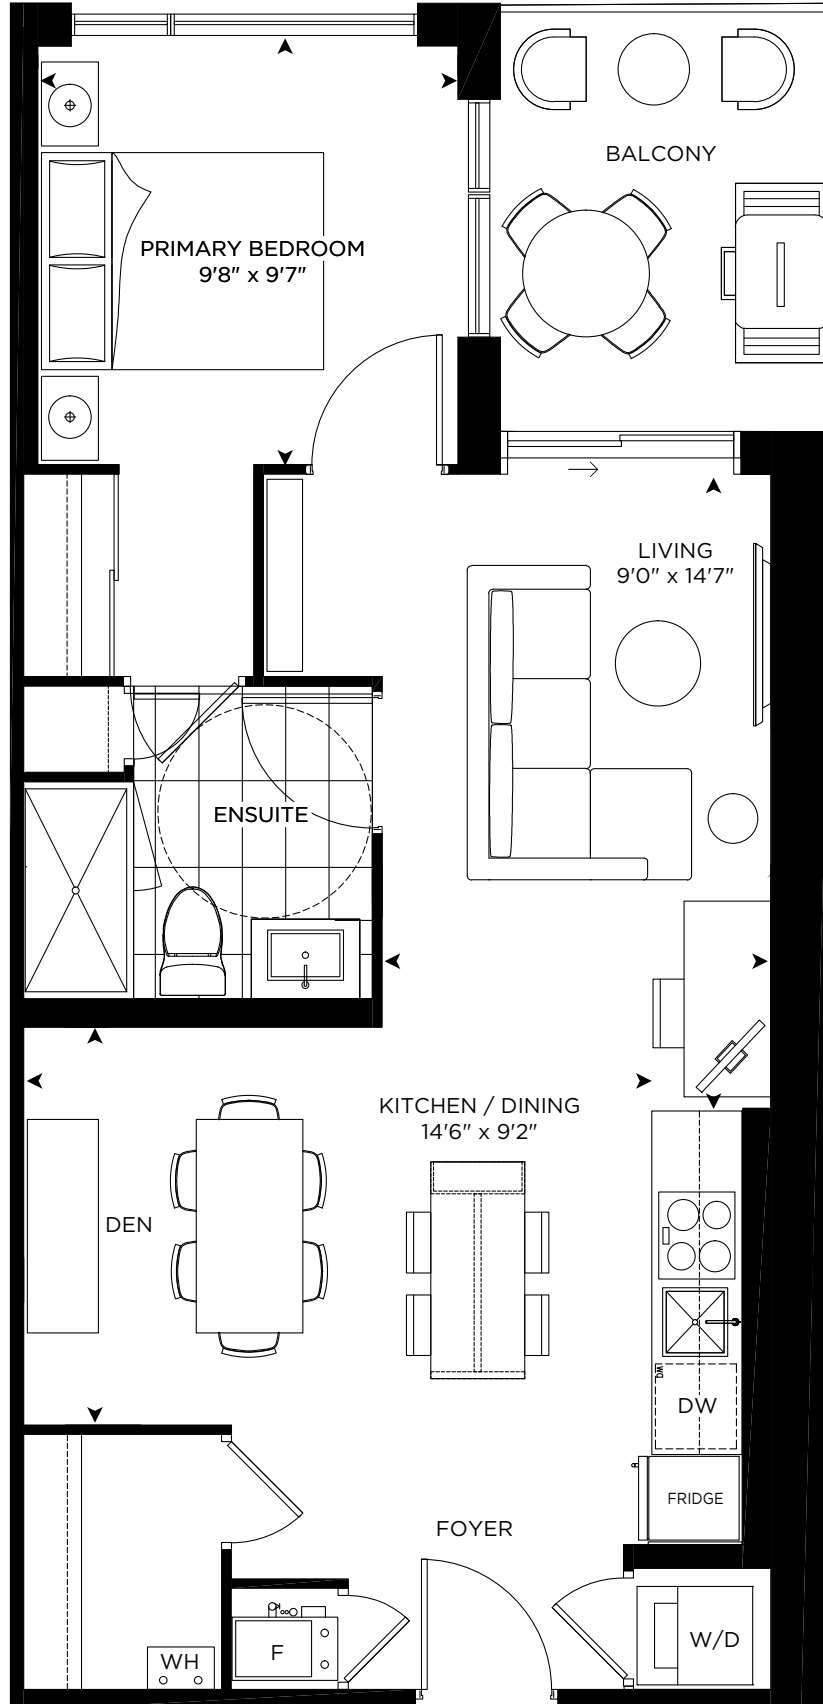 BALCONY
PRIMARY BEDROOM
9'8" x 9'7"
LIVING
9'0" x 14'7"
ENSUITE
KITCHEN / DINING
14'6" x 9'2"
DEN
DW
FRIDGE
FOYER
W/D
F
WH